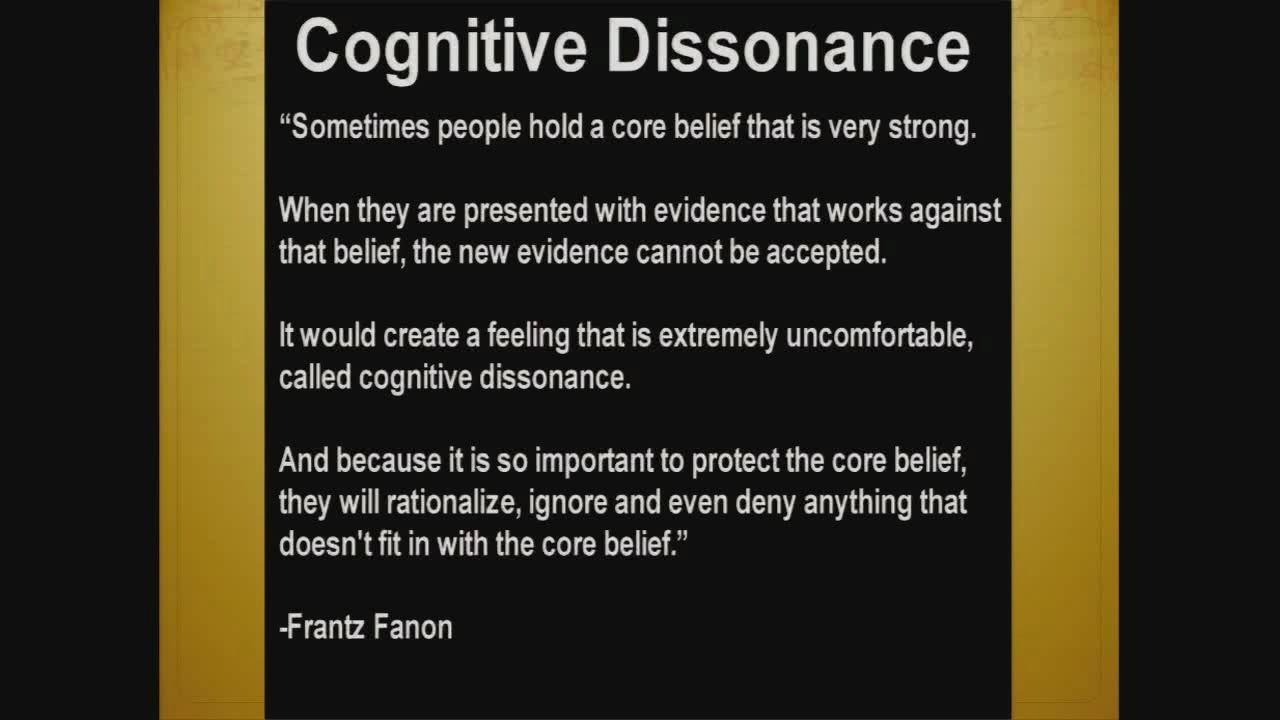 Cognitive Dissonance
“Sometimes people hold a core belief that is very strong.
When they are presented with evidence that works against
that belief, the new evidence cannot be accepted.
It would create a feeling that is extremely uncomfortable,
called cognitive dissonance.
And because it is so important to protect the core belief,
they will rationalize, ignore and even deny anything that
doesn't fit in with the core belief.”
-Frantz Fanon